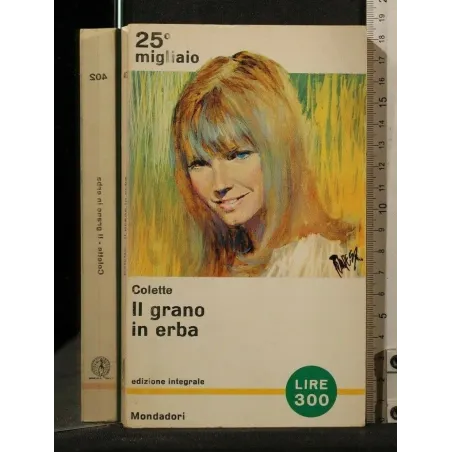 25°
migliaio
Colette
Il grano
in erba
edizione integrale
LIRE
300
Mondadori
402
Colette - Il grano in erba